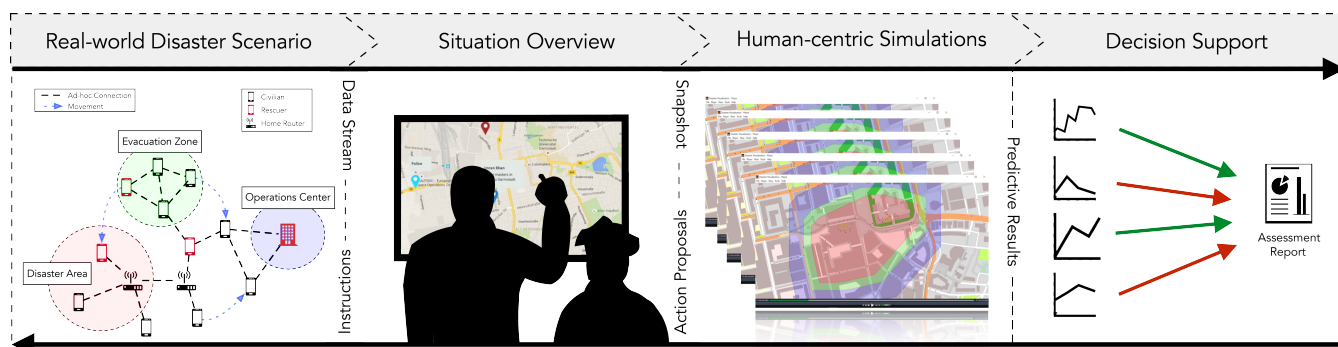 Real-world Disaster Scenario
Situation Overview
Human-centric Simulations
Decision Support
Ad-hoc Connection
Movement
Civilian
Rescuer
Home Router
Evacuation Zone
Operations Center
Disaster Area
Data Stream
Instructions
Snapshot
Action Proposals
Predictive Results
Assessment
Report